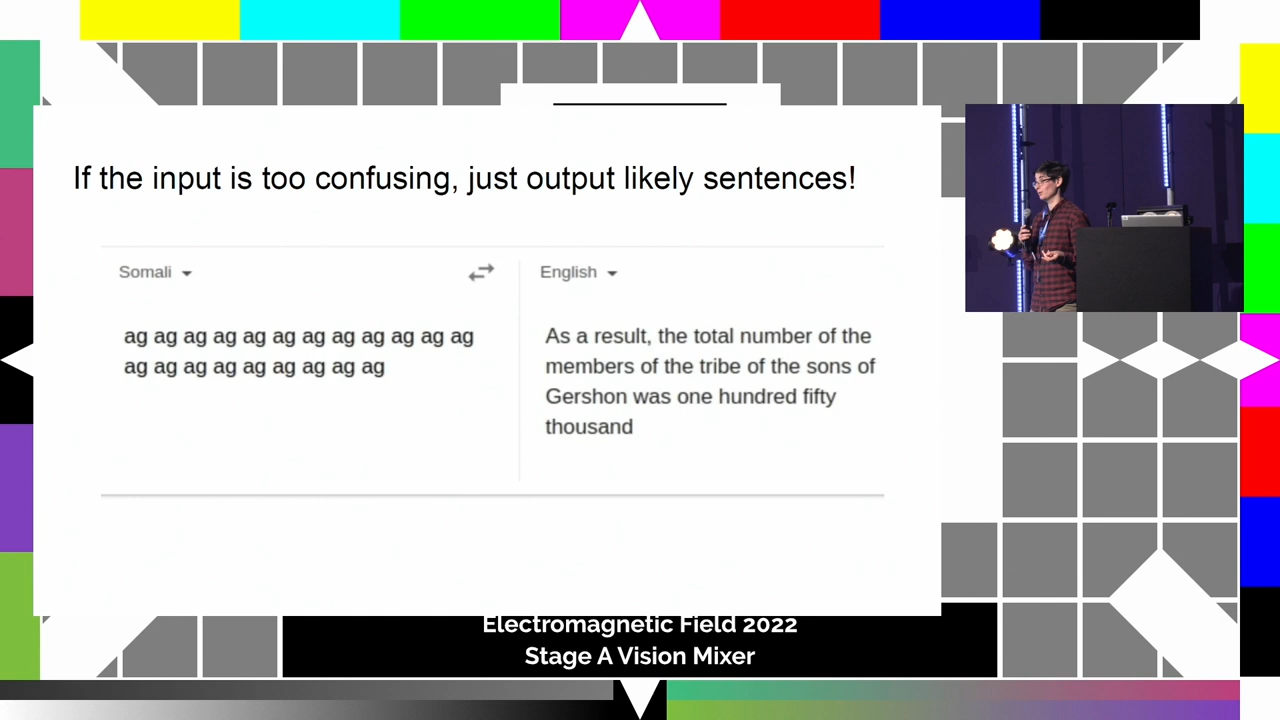 If the input is too confusing, just output likely sentences!
Somali
English
ag ag ag ag ag ag ag ag ag ag ag ag
ag ag ag ag ag ag ag ag ag
As a result, the total number of the
members of the tribe of the sons of
Gershon was one hundred fifty
thousand
Electromagnetic Field 2022
Stage A Vision Mixer